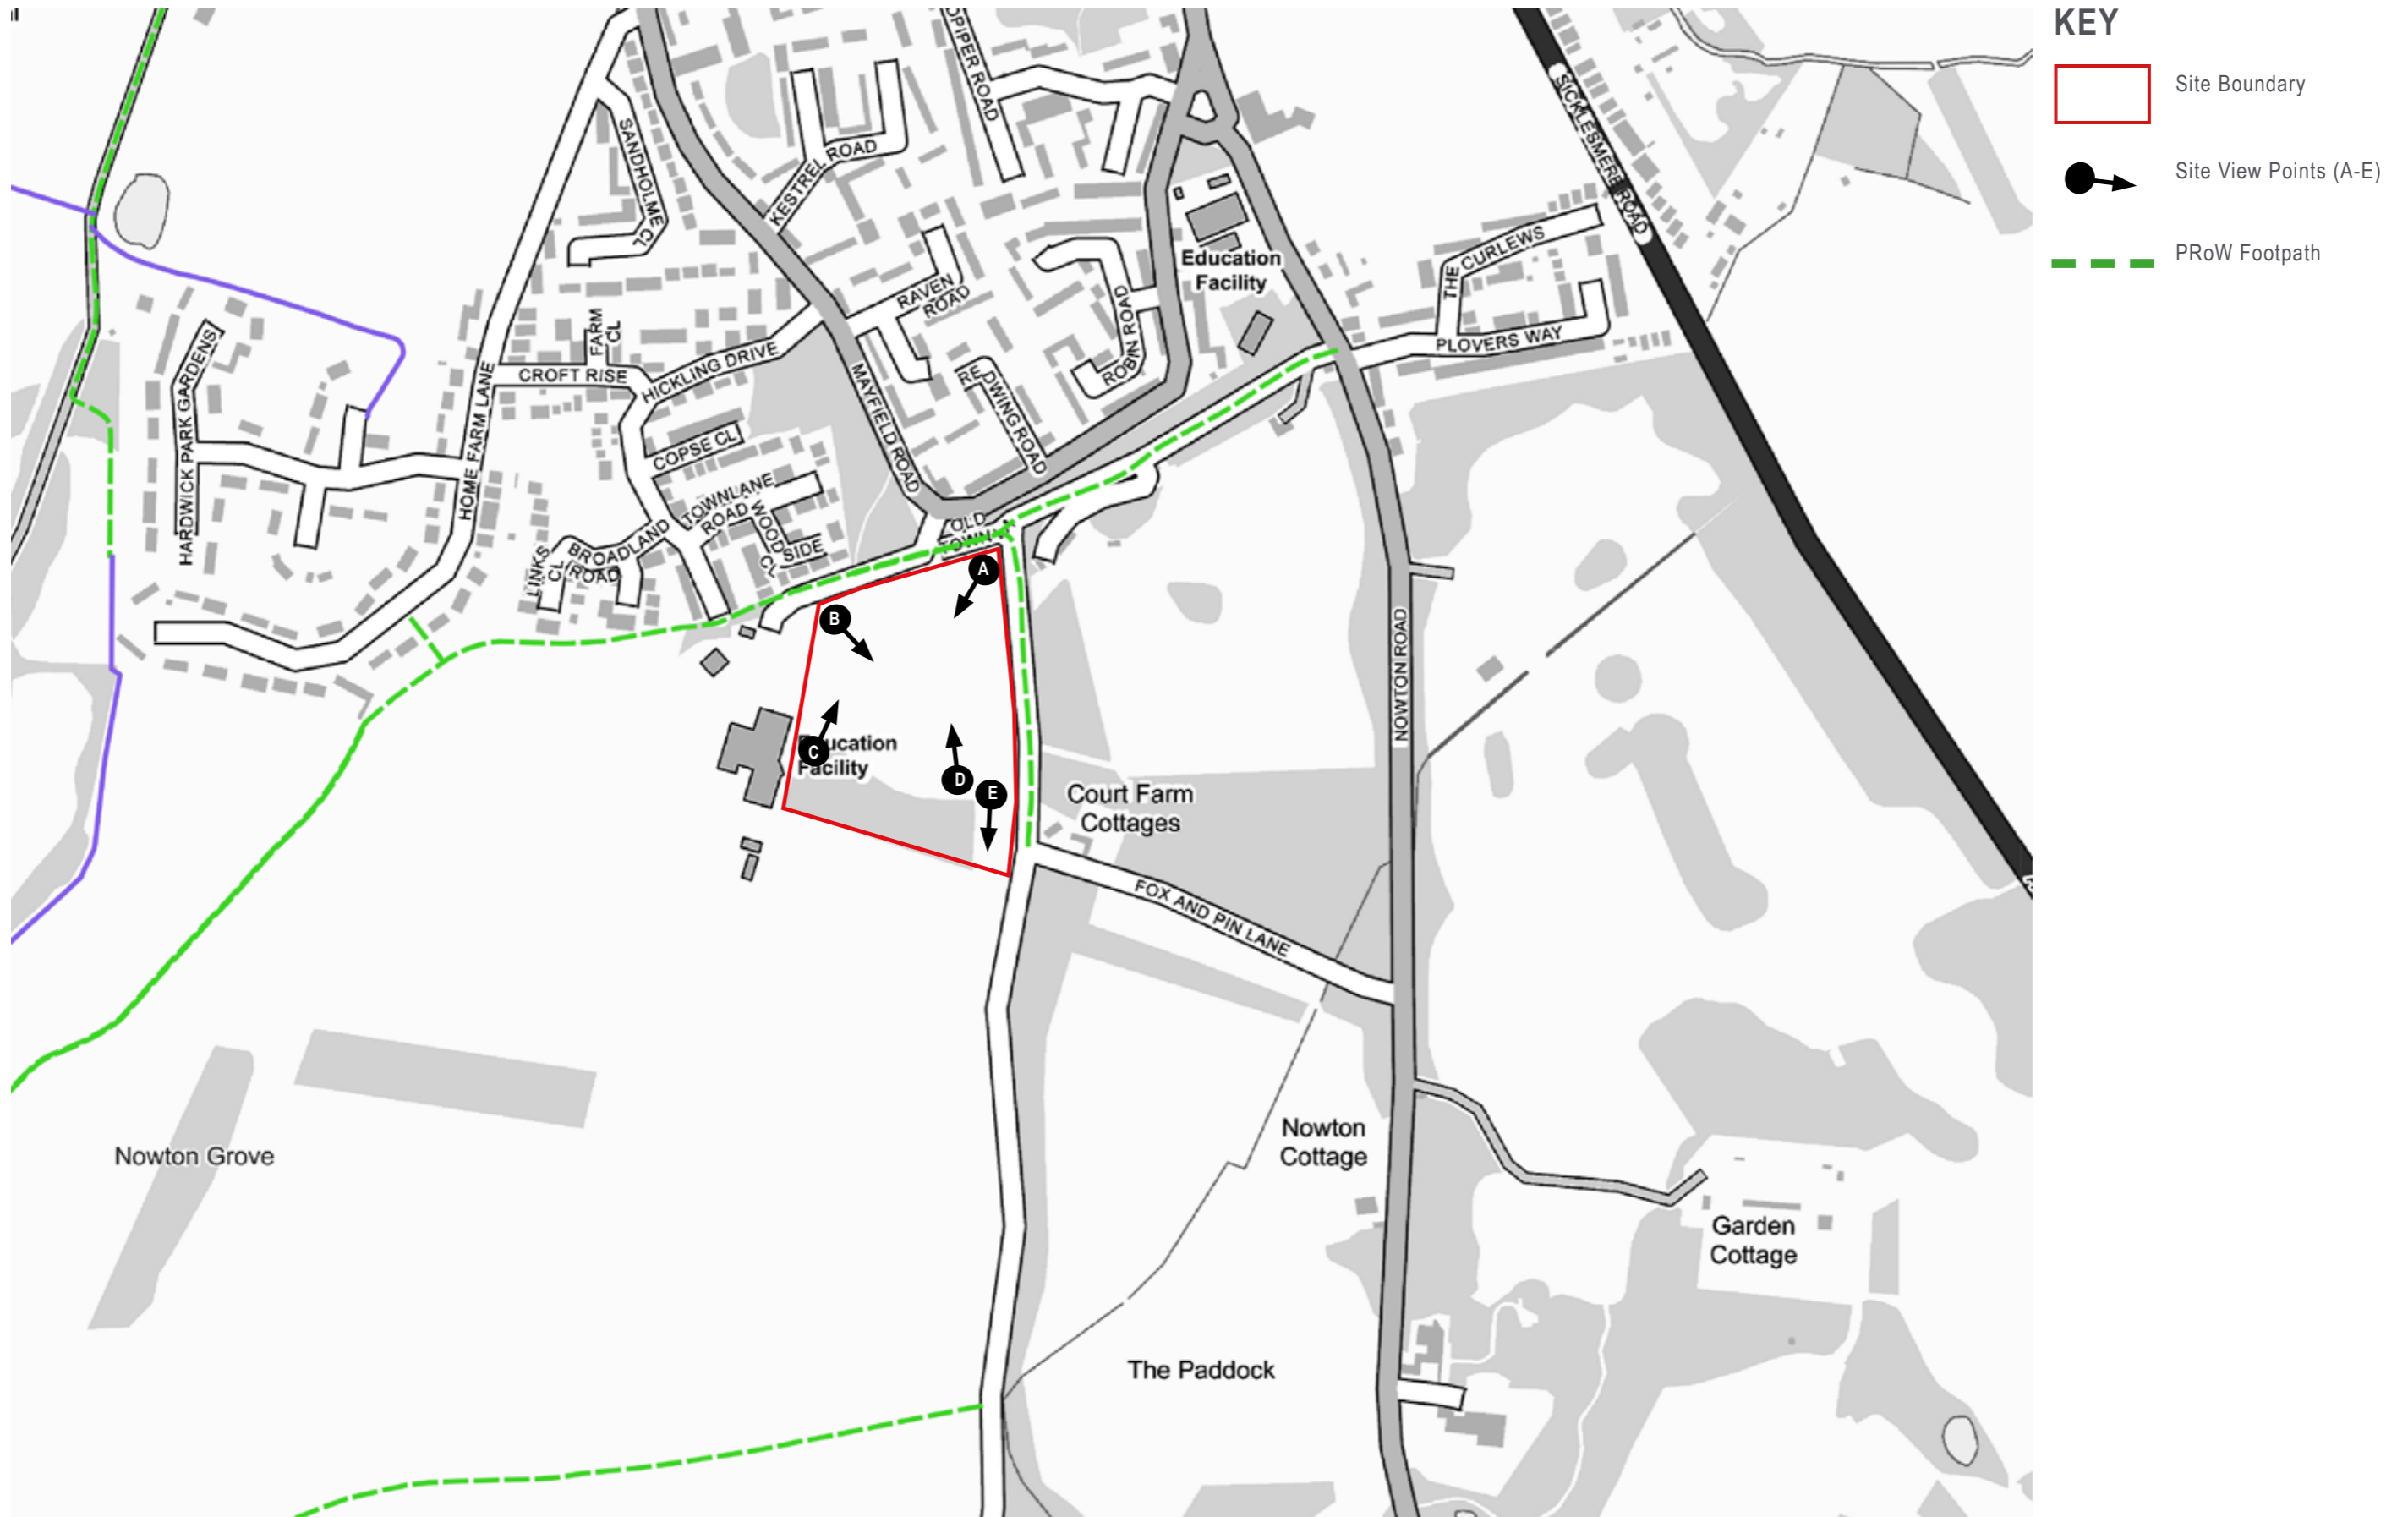 KEY
Site Boundary
Site View Points (A-E)
PRoW Footpath
PIPER ROAD
SICKLESMERE ROAD
SANDHOLME
CL
KESTREL ROAD
Education
Facility
THE CURLEWS
RAVEN
ROAD
ROBIN ROAD
PLOVERS WAY
FARM
CL
HARDWICK PARK GARDENS
CROFT RISE
HICKLING DRIVE
HOME FARM LANE
MAYFIELD ROAD
REDWING ROAD
COPSE CL
TOWNLANE
ROAD
WOOD
SIDE
CL
BROADLAND
ROAD
LINKS
CL
OLD
A
B
C
Education
Facility
D
E
NOWTON ROAD
Court Farm
Cottages
FOX AND PIN LANE
Nowton Grove
Nowton
Cottage
Garden
Cottage
The Paddock